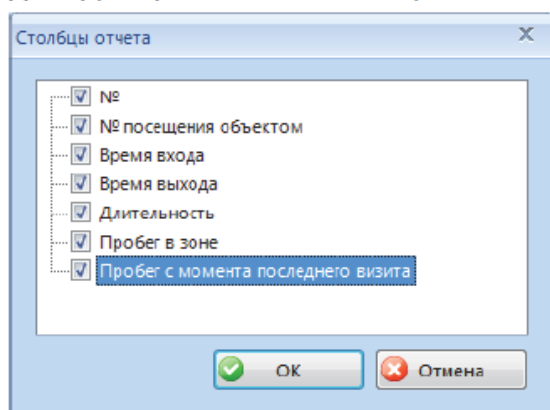 Столбцы отчета
№
№ посещения объектом
Время входа
Время выхода
Длительность
Пробег в зоне
Пробег с момента последнего визита
ОК
Отмена